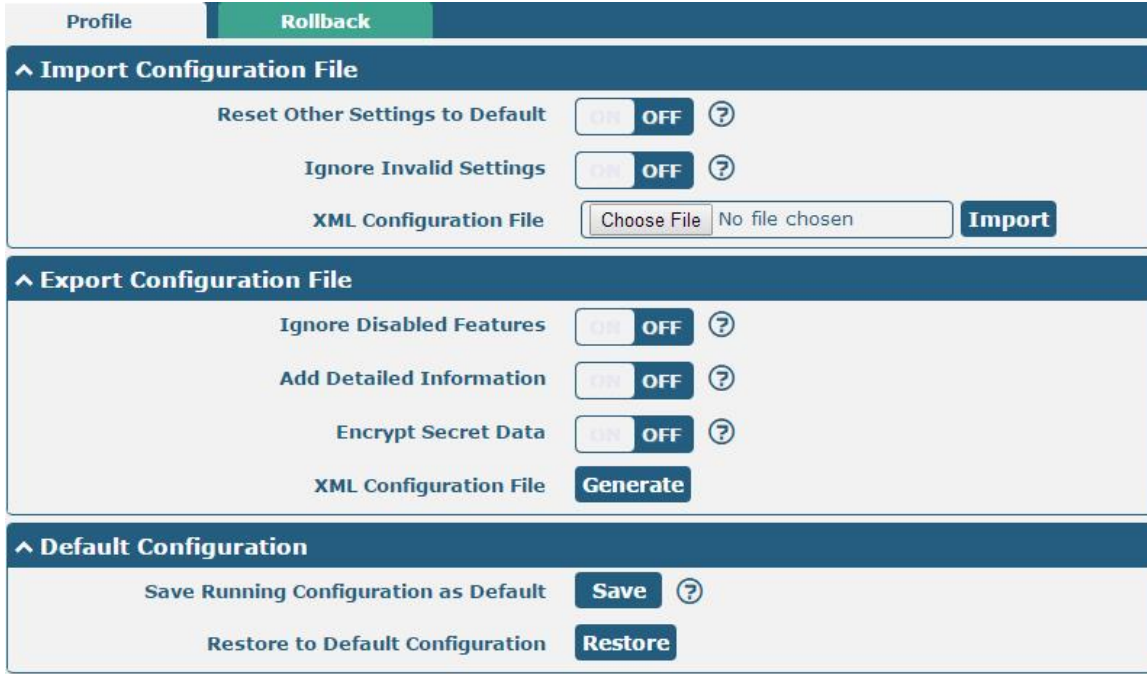 Profile Rollback
Import Configuration File
Reset Other Settings to Default ON OFF ?
Ignore Invalid Settings ON OFF ?
XML Configuration File Choose File No file chosen Import
Export Configuration File
Ignore Disabled Features ON OFF ?
Add Detailed Information ON OFF ?
Encrypt Secret Data ON OFF ?
XML Configuration File Generate
Default Configuration
Save Running Configuration as Default Save ?
Restore to Default Configuration Restore